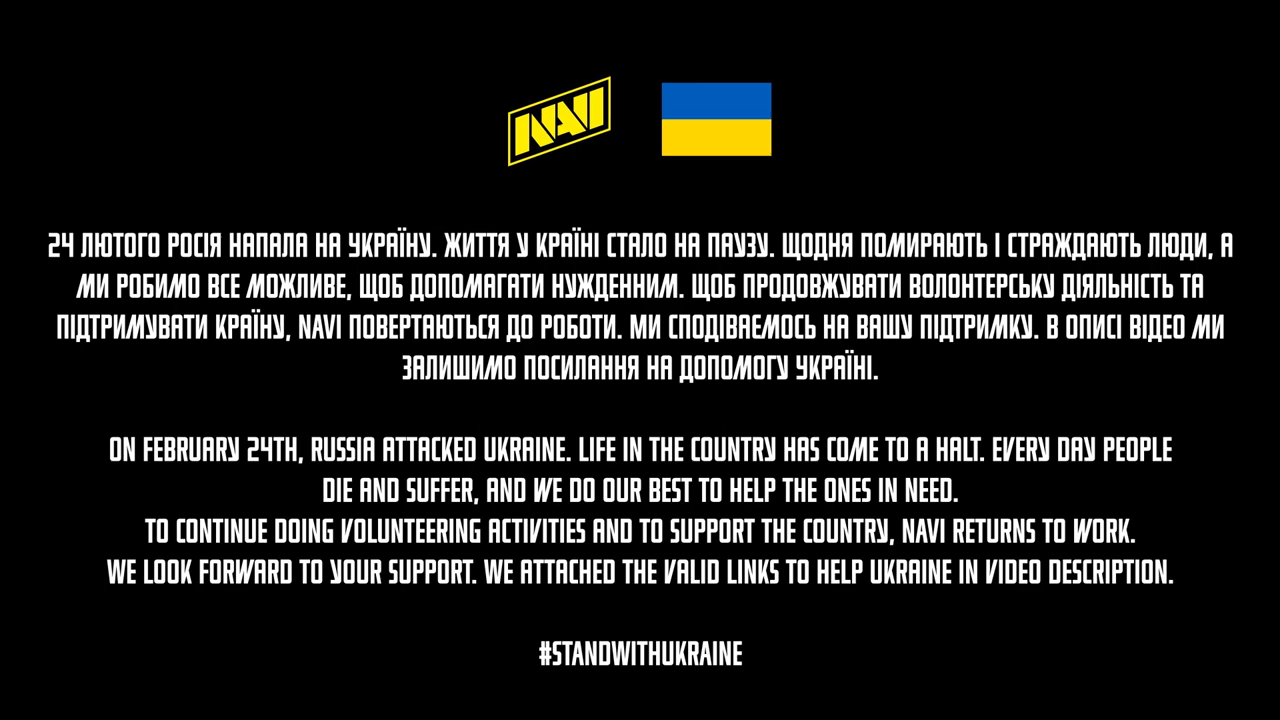 NAVI
24 ЛЮТОГО РОСІЯ НАПАЛА НА УКРАЇНУ. ЖИТТЯ У КРАЇНІ СТАЛО НА ПАУЗУ. ЩОДНЯ ПОМИРАЮТЬ І СТРАЖДАЮТЬ ЛЮДИ, А
МИ РОБИМО ВСЕ МОЖЛИВЕ, ЩОБ ДОПОМАГАТИ НУЖДЕННИМ. ЩОБ ПРОДОВЖУВАТИ ВОЛОНТЕРСЬКУ ДІЯЛЬНІСТЬ ТА
ПІДТРИМУВАТИ КРАЇНУ, NAVI ПОВЕРТАЮТЬСЯ ДО РОБОТИ. МИ СПОДІВАЄМОСЬ НА ВАШУ ПІДТРИМКУ. В ОПИСІ ВІДЕО МИ
ЗАЛИШИМО ПОСИЛАННЯ НА ДОПОМОГУ УКРАЇНІ.
ON FEBRUARY 24TH, RUSSIA ATTACKED UKRAINE. LIFE IN THE COUNTRY HAS COME TO A HALT. EVERY DAY PEOPLE
DIE AND SUFFER, AND WE DO OUR BEST TO HELP THE ONES IN NEED.
TO CONTINUE DOING VOLUNTEERING ACTIVITIES AND TO SUPPORT THE COUNTRY, NAVI RETURNS TO WORK.
WE LOOK FORWARD TO YOUR SUPPORT. WE ATTACHED THE VALID LINKS TO HELP UKRAINE IN VIDEO DESCRIPTION.
#STANDWITHUKRAINE